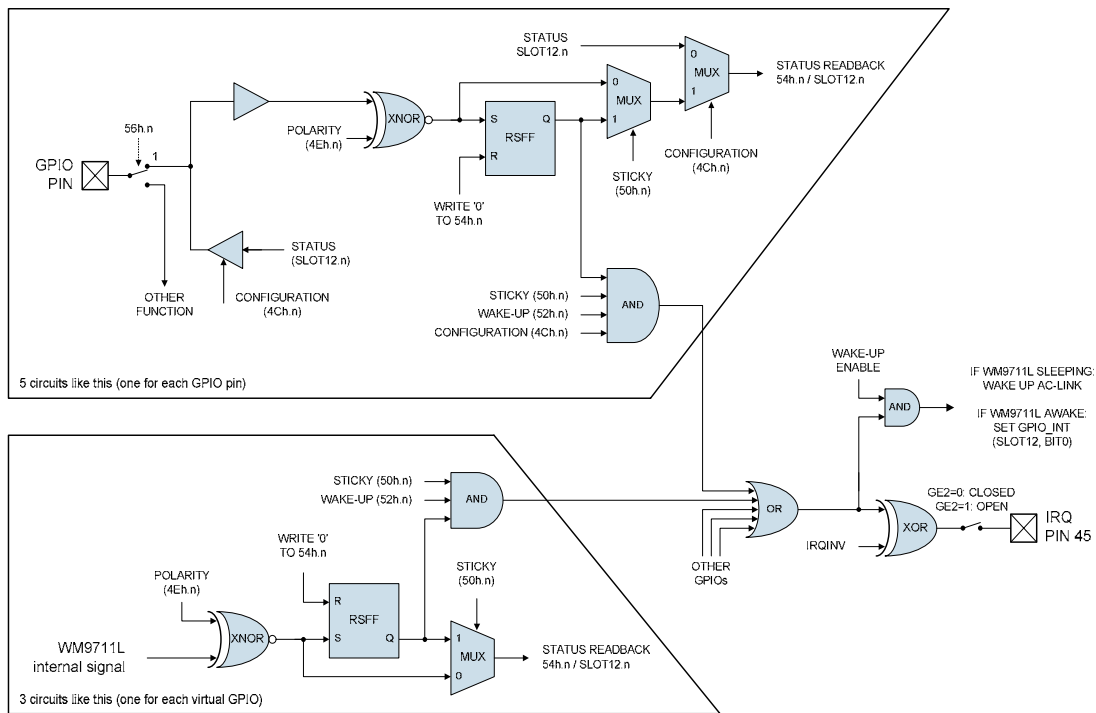 STATUS
SLOT12.n
0
MUX
1
STATUS READBACK
54h.n / SLOT12.n
0
MUX
1
XNOR
POLARITY
(4Eh.n)
S
Q
RSFF
R
56h.n
1
GPIO
PIN
CONFIGURATION
(4Ch.n)
STICKY
(50h.n)
WRITE '0'
TO 54h.n
STATUS
(SLOT12.n)
OTHER
FUNCTION
CONFIGURATION
(4Ch.n)
STICKY (50h.n)
WAKE-UP (52h.n)
CONFIGURATION (4Ch.n)
AND
5 circuits like this (one for each GPIO pin)
WAKE-UP
ENABLE
AND
IF WM9711L SLEEPING:
WAKE UP AC-LINK
IF WM9711L AWAKE:
SET GPIO_INT
(SLOT12, BIT0)
STICKY (50h.n)
WAKE-UP (52h.n)
AND
OR
OTHER
GPIOs
IRQINV
XOR
GE2=0: CLOSED
GE2=1: OPEN
IRQ
PIN 45
WRITE '0'
TO 54h.n
STICKY
(50h.n)
POLARITY
(4Eh.n)
R
RSFF
S
Q
XNOR
1
MUX
0
STATUS READBACK
54h.n / SLOT12.n
WM9711L
internal signal
3 circuits like this (one for each virtual GPIO)